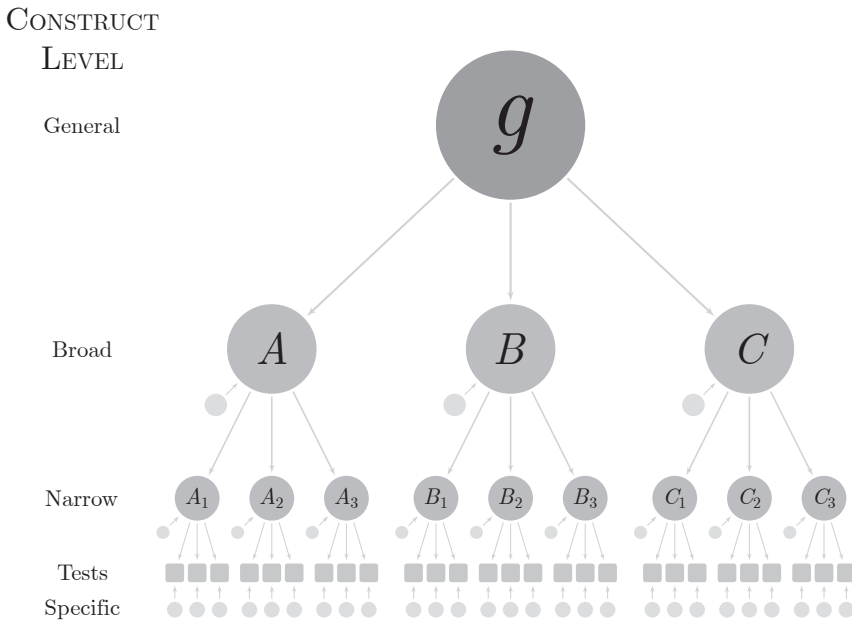 CONSTRUCT
LEVEL
General
g
Broad
A B C
Narrow
A₁ A₂ A₃ B₁ B₂ B₃ C₁ C₂ C₃
Tests
Specific